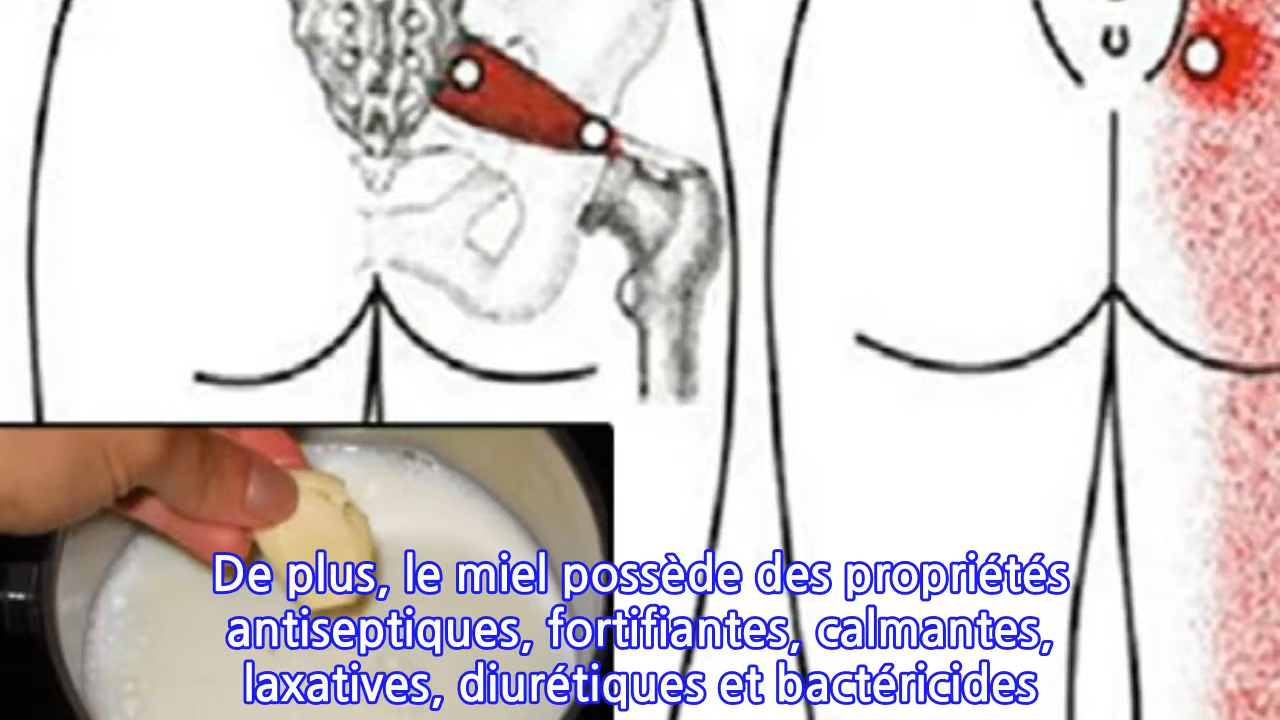 De plus, le miel possède des propriétés
antiseptiques, fortifiantes, calmantes,
laxatives, diurétiques et bactéricides